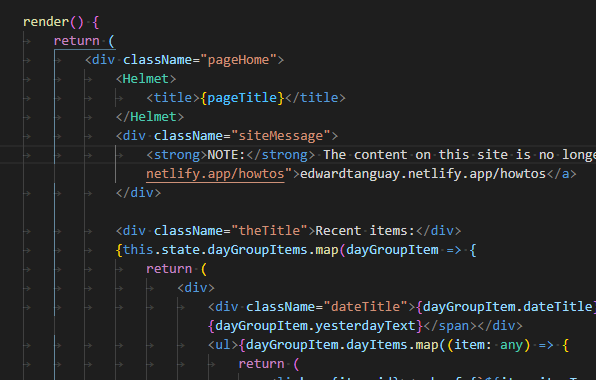 render() {
return (
<div className="pageHome">
<Helmet>
<title>{pageTitle}</title>
</Helmet>
<div className="siteMessage">
<strong>NOTE:</strong> The content on this site is no longe
netlify.app/howtos">edwardtanguay.netlify.app/howtos</a>
</div>
<div className="theTitle">Recent items:</div>
{this.state.dayGroupItems.map(dayGroupItem => {
return (
<div>
<div className="dateTitle">{dayGroupItem.dateTitle}
{dayGroupItem.yesterdayText}</span></div>
<ul>{dayGroupItem.dayItems.map((item: any) => {
return (